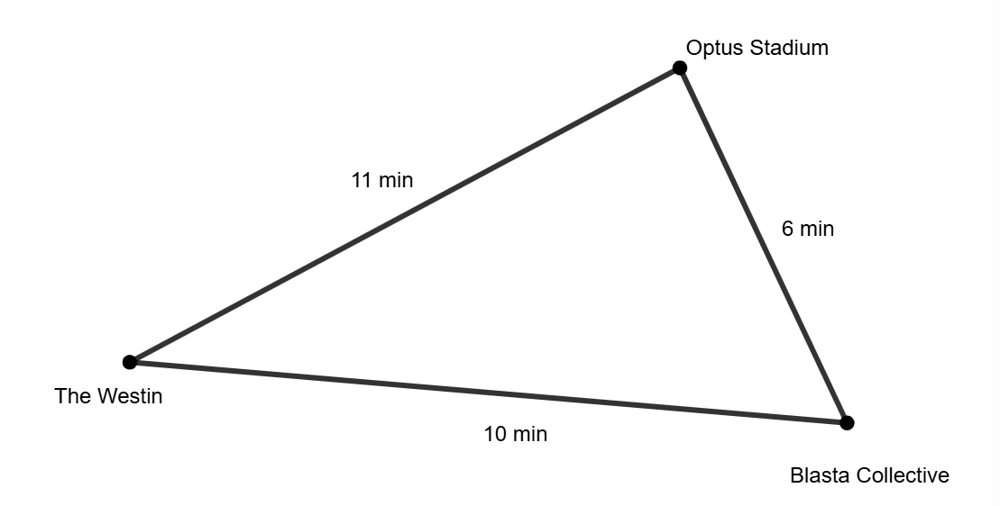 Optus Stadium
11 min
6 min
The Westin
10 min
Blasta Collective